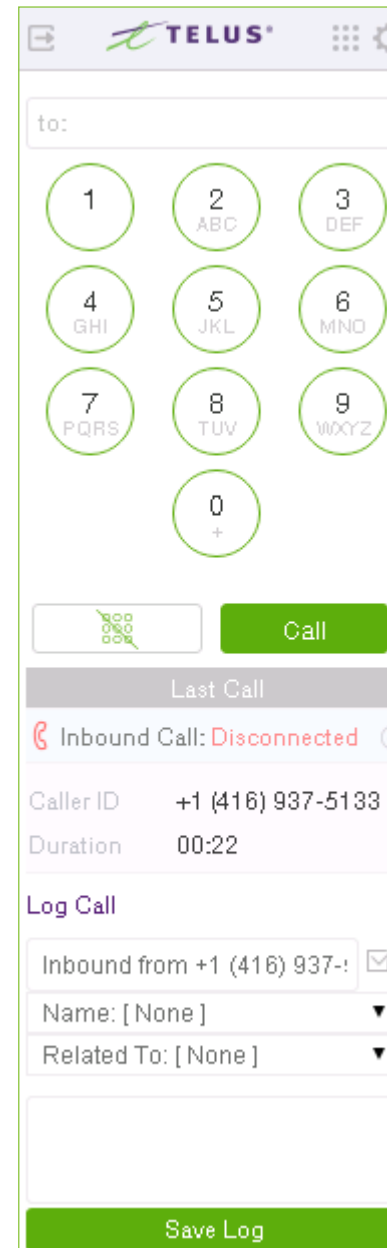 TELUS®
to:
1 2 3
ABC DEF
4 5 6
GHI JKL MNO
7 8 9
PQRS TUV WXYZ
0
+
Call
Last Call
Inbound Call: Disconnected
Caller ID +1 (416) 937-5133
Duration 00:22
Log Call
Inbound from +1 (416) 937-
Name: [ None ]
Related To: [ None ]
Save Log